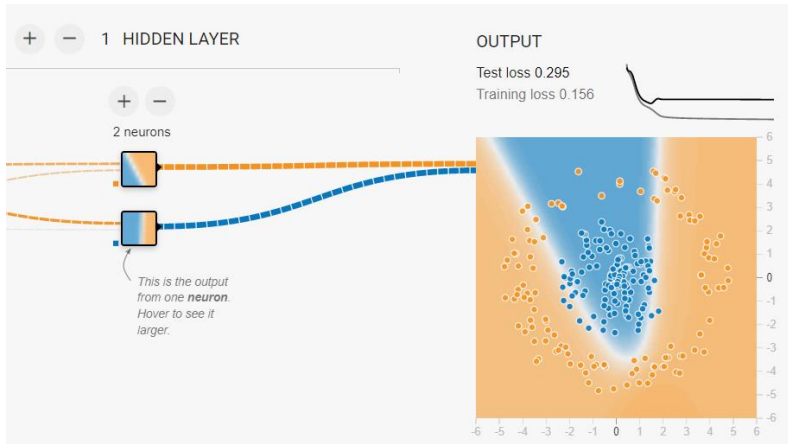 + − 1 HIDDEN LAYER
+ −
2 neurons
This is the output
from one neuron.
Hover to see it
larger.
OUTPUT
Test loss 0.295
Training loss 0.156
6
5
4
3
2
1
0
-1
-2
-3
-4
-5
-6
-6 -5 -4 -3 -2 -1 0 1 2 3 4 5 6